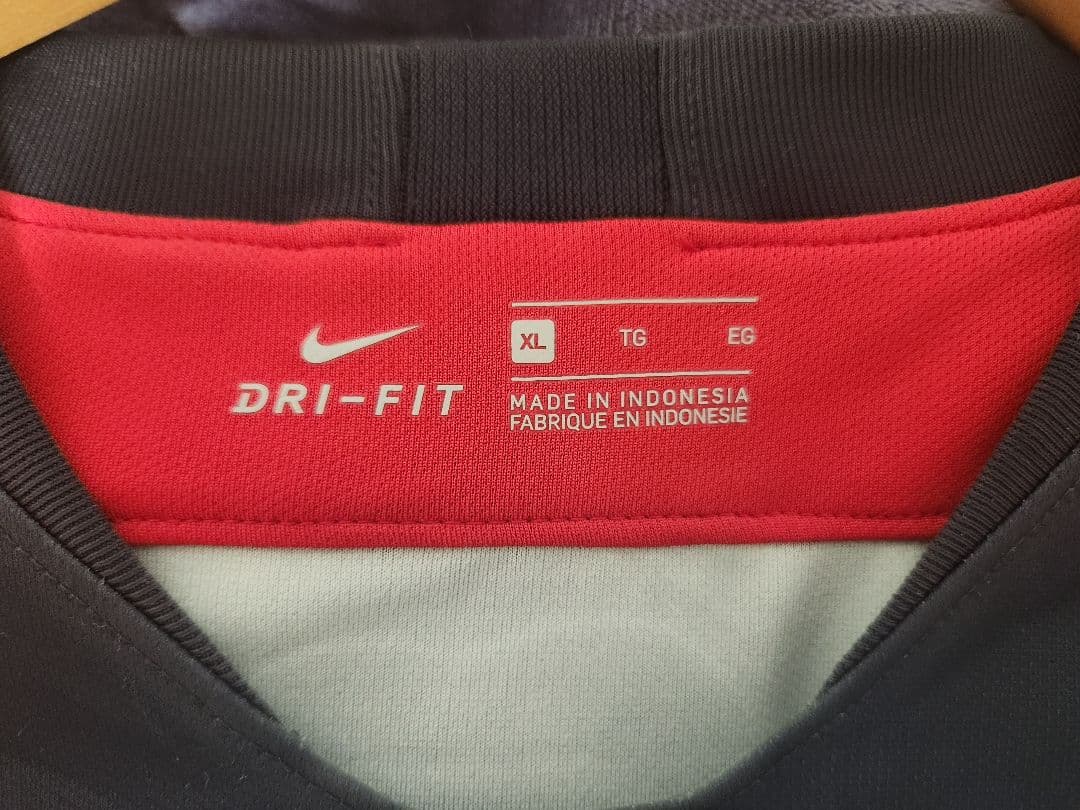 DRI-FIT
XL TG EG
MADE IN INDONESIA
FABRIQUE EN INDONESIE